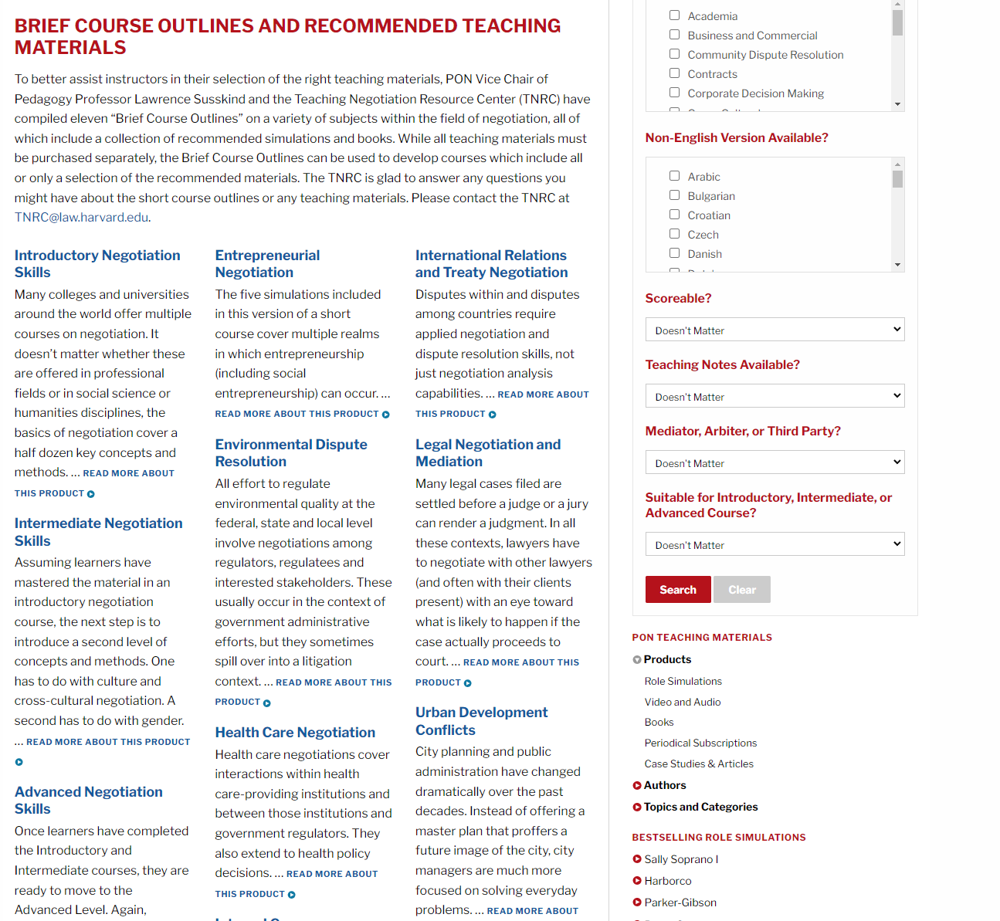 BRIEF COURSE OUTLINES AND RECOMMENDED TEACHING
MATERIALS
To better assist instructors in their selection of the right teaching materials, PON Vice Chair of
Pedagogy Professor Lawrence Susskind and the Teaching Negotiation Resource Center (TNRC) have
compiled eleven “Brief Course Outlines” on a variety of subjects within the field of negotiation, all of
which include a collection of recommended simulations and books. While all teaching materials must
be purchased separately, the Brief Course Outlines can be used to develop courses which include all
or only a selection of the recommended materials. The TNRC is glad to answer any questions you
might have about the short course outlines or any teaching materials. Please contact the TNRC at
TNRC@law.harvard.edu.
Introductory Negotiation
Skills
Many colleges and universities
around the world offer multiple
courses on negotiation. It
doesn’t matter whether these
are offered in professional
fields or in social science or
humanities disciplines, the
basics of negotiation cover a
half dozen key concepts and
methods. ... READ MORE ABOUT
THIS PRODUCT
Intermediate Negotiation
Skills
Assuming learners have
mastered the material in an
introductory negotiation
course, the next step is to
introduce a second level of
concepts and methods. One
has to do with culture and
cross-cultural negotiation. A
second has to do with gender.
... READ MORE ABOUT THIS PRODUCT
Advanced Negotiation
Skills
Once learners have completed
the Introductory and
Intermediate courses, they are
ready to move to the
Advanced Level. Again,
Entrepreneurial
Negotiation
The five simulations included
in this version of a short
course cover multiple realms
in which entrepreneurship
(including social
entrepreneurship) can occur. ...
READ MORE ABOUT THIS PRODUCT
Environmental Dispute
Resolution
All effort to regulate
environmental quality at the
federal, state and local level
involve negotiations among
regulators, regulatees and
interested stakeholders. These
usually occur in the context of
government administrative
efforts, but they sometimes
spill over into a litigation
context. ... READ MORE ABOUT THIS
PRODUCT
Health Care Negotiation
Health care negotiations cover
interactions within health
care-providing institutions and
between those institutions and
government regulators. They
also extend to health policy
decisions. ... READ MORE ABOUT
THIS PRODUCT
International Relations
and Treaty Negotiation
Disputes within and disputes
among countries require
applied negotiation and
dispute resolution skills, not
just negotiation analysis
capabilities. ... READ MORE ABOUT
THIS PRODUCT
Legal Negotiation and
Mediation
Many legal cases filed are
settled before a judge or a jury
can render a judgment. In all
these contexts, lawyers have
to negotiate with other lawyers
(and often with their clients
present) with an eye toward
what is likely to happen if the
case actually proceeds to
court. ... READ MORE ABOUT THIS
PRODUCT
Urban Development
Conflicts
City planning and public
administration have changed
dramatically over the past
decades. Instead of offering a
master plan that proffers a
future image of the city, city
managers are much more
focused on solving everyday
problems. ... READ MORE ABOUT
Academia
Business and Commercial
Community Dispute Resolution
Contracts
Corporate Decision Making
Non-English Version Available?
Arabic
Bulgarian
Croatian
Czech
Danish
Scoreable?
Doesn't Matter
Teaching Notes Available?
Doesn't Matter
Mediator, Arbiter, or Third Party?
Doesn't Matter
Suitable for Introductory, Intermediate, or
Advanced Course?
Doesn't Matter
Search Clear
PON TEACHING MATERIALS
Products
Role Simulations
Video and Audio
Books
Periodical Subscriptions
Case Studies & Articles
Authors
Topics and Categories
BESTSELLING ROLE SIMULATIONS
Sally Soprano I
Harborco
Parker-Gibson